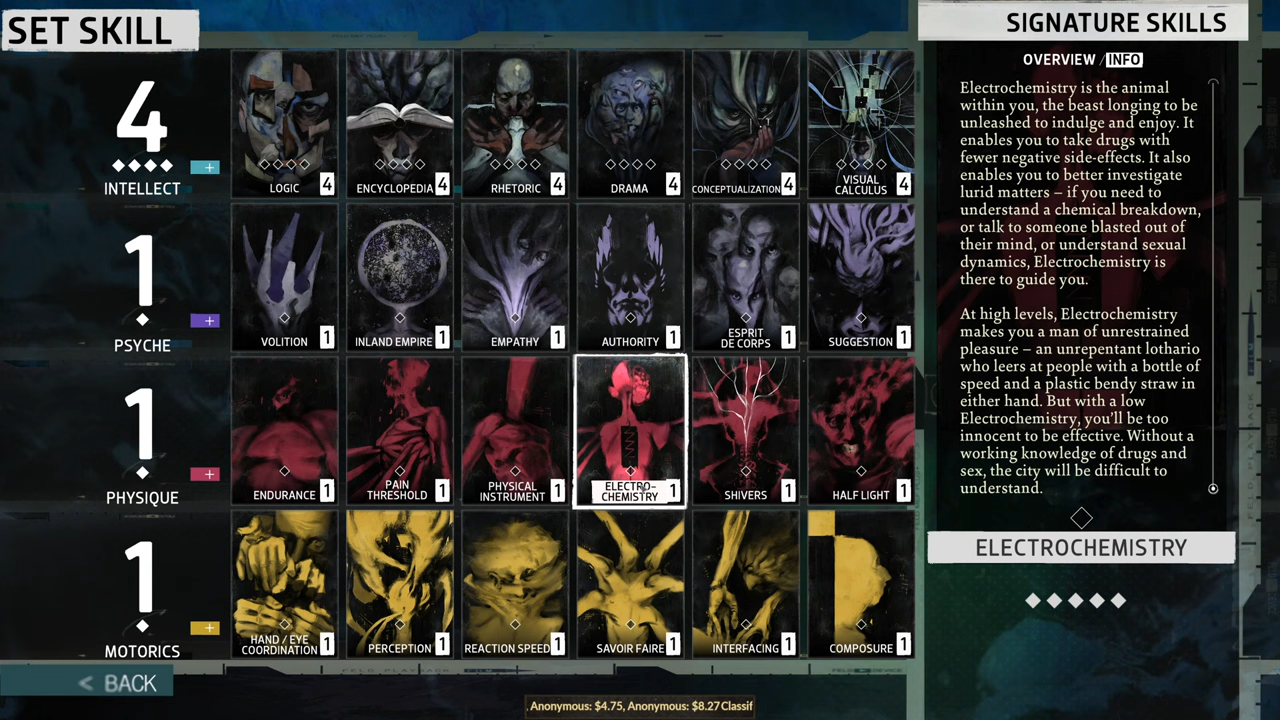 SET SKILL
4
INTELLECT
+
LOGIC 4
ENCYCLOPEDIA 4
RHETORIC 4
DRAMA 4
CONCEPTUALIZATION 4
VISUAL
CALCULUS 4
1
PSYCHE
+
VOLITION 1
INLAND EMPIRE 1
EMPATHY 1
AUTHORITY 1
ESPRIT
DE CORPS 1
SUGGESTION 1
1
PHYSIQUE
+
ENDURANCE 1
PAIN
THRESHOLD 1
PHYSICAL
INSTRUMENT 1
ELECTRO-
CHEMISTRY 1
SHIVERS 1
HALF LIGHT 1
1
MOTORICS
+
HAND / EYE
COORDINATION 1
PERCEPTION 1
REACTION SPEED 1
SAVOIR FAIRE 1
INTERFACING 1
COMPOSURE 1
< BACK
, Anonymous: $4.75, Anonymous: $8.27 Classif
SIGNATURE SKILLS
OVERVIEW / INFO
Electrochemistry is the animal
within you, the beast longing to be
unleashed to indulge and enjoy. It
enables you to take drugs with
fewer negative side-effects. It also
enables you to better investigate
lurid matters – if you need to
understand a chemical breakdown,
or talk to someone blasted out of
their mind, or understand sexual
dynamics, Electrochemistry is
there to guide you.
At high levels, Electrochemistry
makes you a man of unrestrained
pleasure – an unrepentant lothario
who leers at people with a bottle of
speed and a plastic bendy straw in
either hand. But with a low
Electrochemistry, you'll be too
innocent to be effective. Without a
working knowledge of drugs and
sex, the city will be difficult to
understand.
ELECTROCHEMISTRY